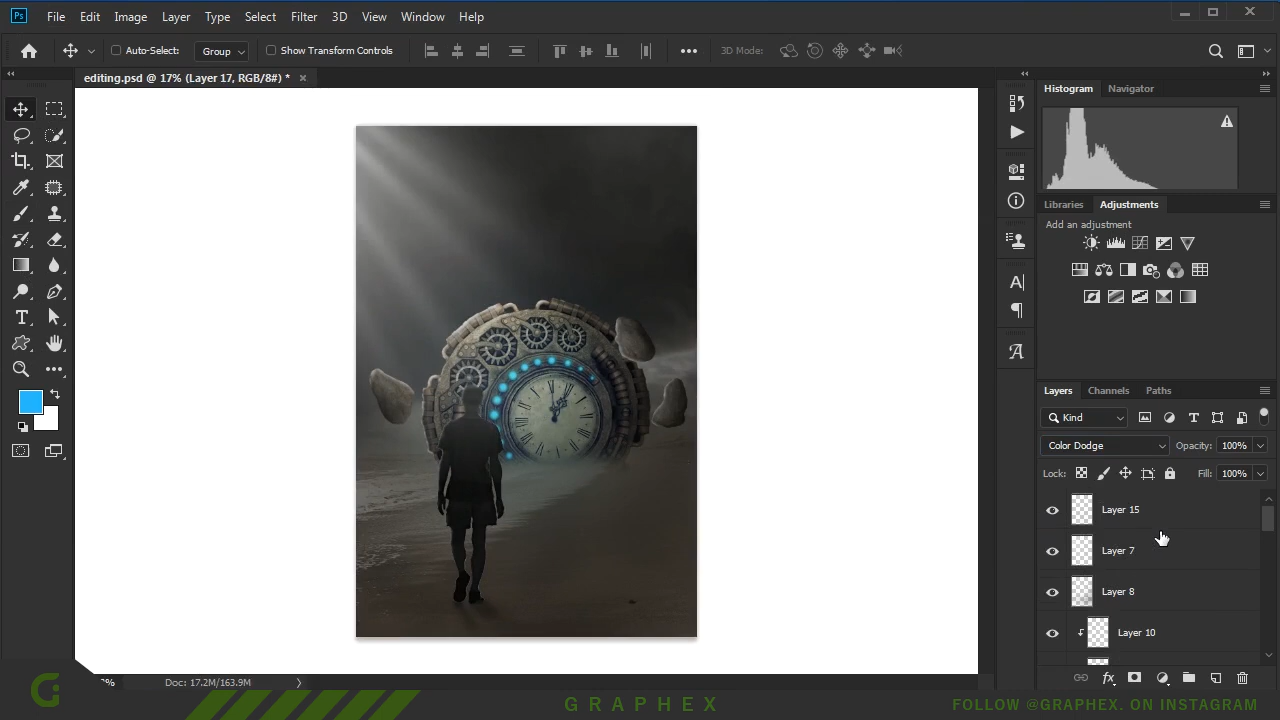 Ps File Edit Image Layer Type Select Filter 3D View Window Help
Auto-Select: Group Show Transform Controls 3D Mode:
editing.psd @ 17% (Layer 17, RGB/8#) *
Histogram Navigator
Libraries Adjustments
Add an adjustment
Layers Channels Paths
Kind
Color Dodge Opacity: 100%
Lock: Fill: 100%
Layer 15
Layer 7
Layer 8
Layer 10
Doc: 17.2M/163.9M
GRAPHEX
FOLLOW @GRAPHEX. ON INSTAGRAM